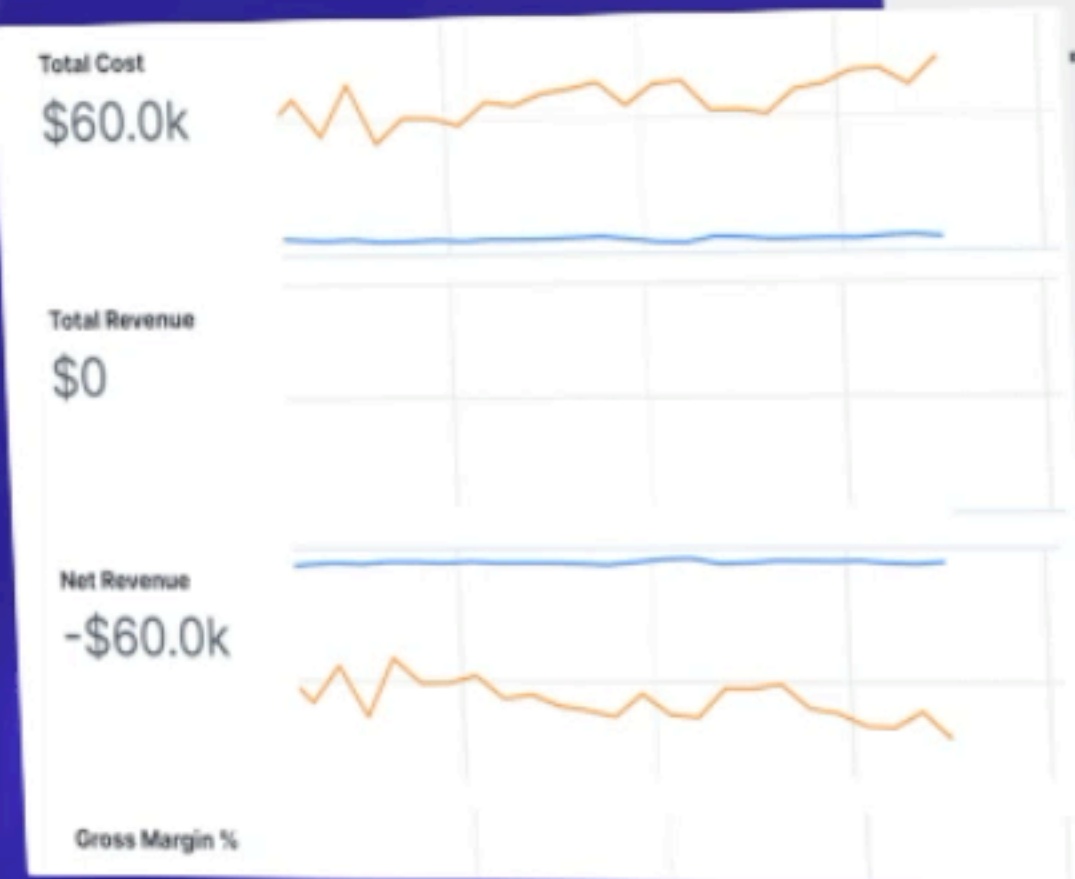 Total Cost
$60.0k
Total Revenue
$0
Net Revenue
-$60.0k
Gross Margin %